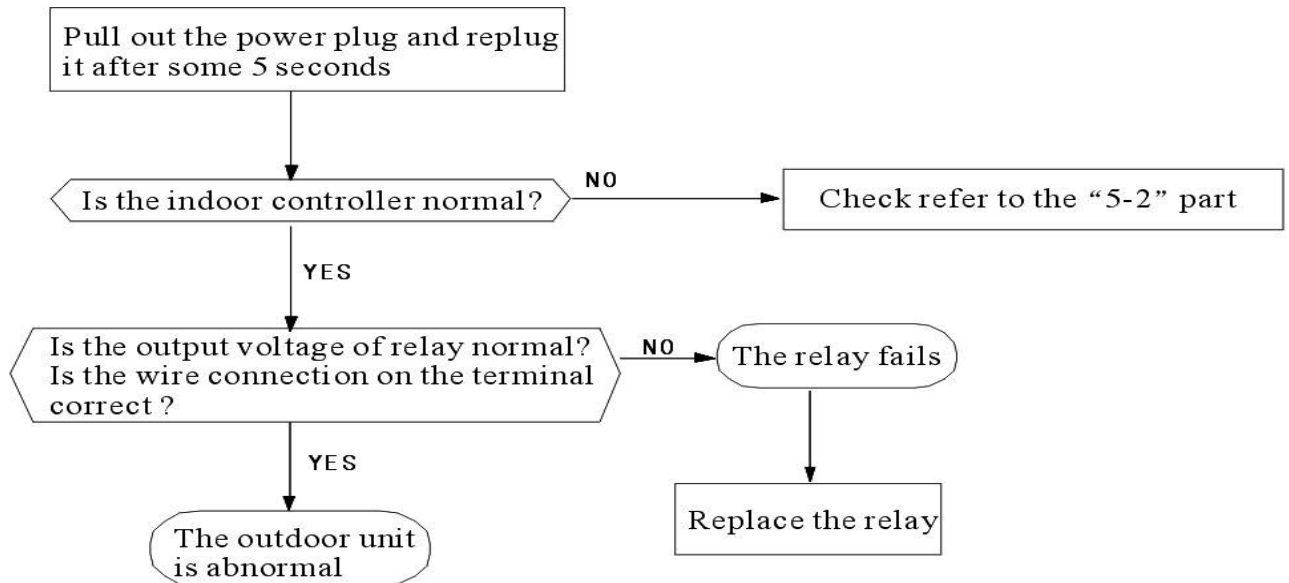 Pull out the power plug and replug
it after some 5 seconds
Is the indoor controller normal?
NO
Check refer to the “5-2” part
YES
Is the output voltage of relay normal?
Is the wire connection on the terminal
correct ?
NO
The relay fails
YES
Replace the relay
The outdoor unit
is abnormal